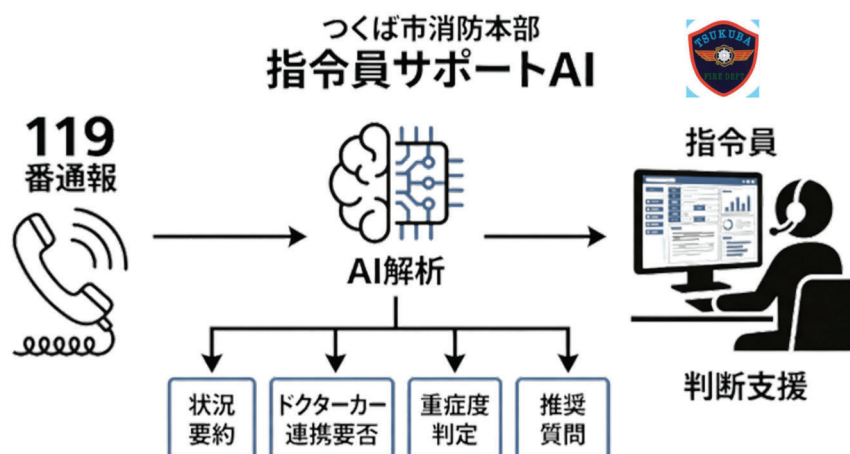 つくば市消防本部
指令員サポートAI
TSUKUBA
FIRE DEPT
119
番通報
AI解析
指令員
状況
要約
ドクターカー
連携要否
重症度
判定
推奨
質問
判断支援